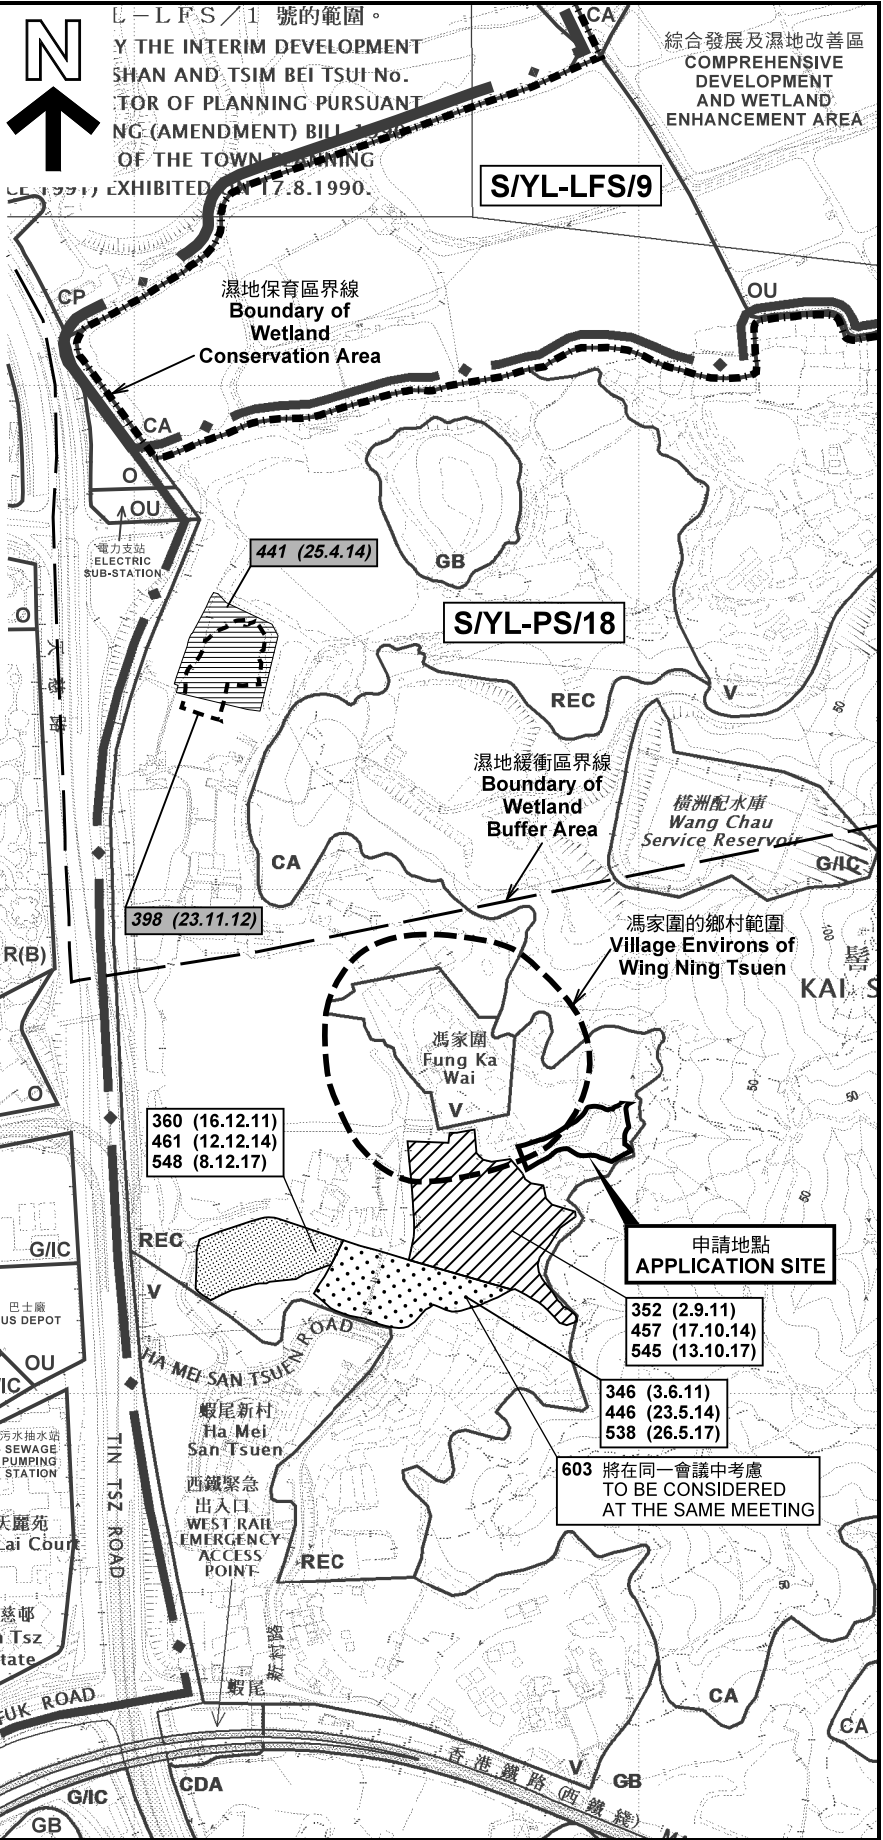 L－LFS／1 號的範圍。
Y THE INTERIM DEVELOPMENT
SHAN AND TSIM BEI TSUI No.
TOR OF PLANNING PURSUANT
NG (AMENDMENT) BILL
OF THE TOWN PLANNING
1991) EXHIBITED ON 17.8.1990.
N
CA
綜合發展及濕地改善區
COMPREHENSIVE
DEVELOPMENT
AND WETLAND
ENHANCEMENT AREA
S/YL-LFS/9
CP
濕地保育區界線
Boundary of
Wetland
Conservation Area
OU
CA
O
OU
電力支站
ELECTRIC
SUB-STATION
441 (25.4.14)
GB
O
S/YL-PS/18
REC
V
50
濕地緩衝區界線
Boundary of
Wetland
Buffer Area
橫洲配水庫
Wang Chau
Service Reservoir
G/IC
CA
398 (23.11.12)
R(B)
馮家圍的鄉村範圍
Village Environs of
Wing Ning Tsuen
100
KAI S
馮家圍
Fung Ka
Wai
V
O
50
50
360 (16.12.11)
461 (12.12.14)
548 (8.12.17)
50
G/IC
REC
V
申請地點
APPLICATION SITE
巴士廠
US DEPOT
352 (2.9.11)
457 (17.10.14)
545 (13.10.17)
OU
IC
HA MEI SAN TSUEN ROAD
346 (3.6.11)
446 (23.5.14)
538 (26.5.17)
蝦尾新村
Ha Mei
San Tsuen
污水抽水站
SEWAGE
PUMPING
STATION
TIN TSZ ROAD
603 將在同一會議中考慮
TO BE CONSIDERED
AT THE SAME MEETING
西鐵緊急
出入口
WEST RAIL
EMERGENCY
ACCESS
POINT
天麗苑
Lai Court
REC
50
慈邨
n Tsz
tate
新村路
蝦尾
FUK ROAD
CA
CA
香港鐵路(西鐵綫)
V
GB
CDA
G/IC
GB